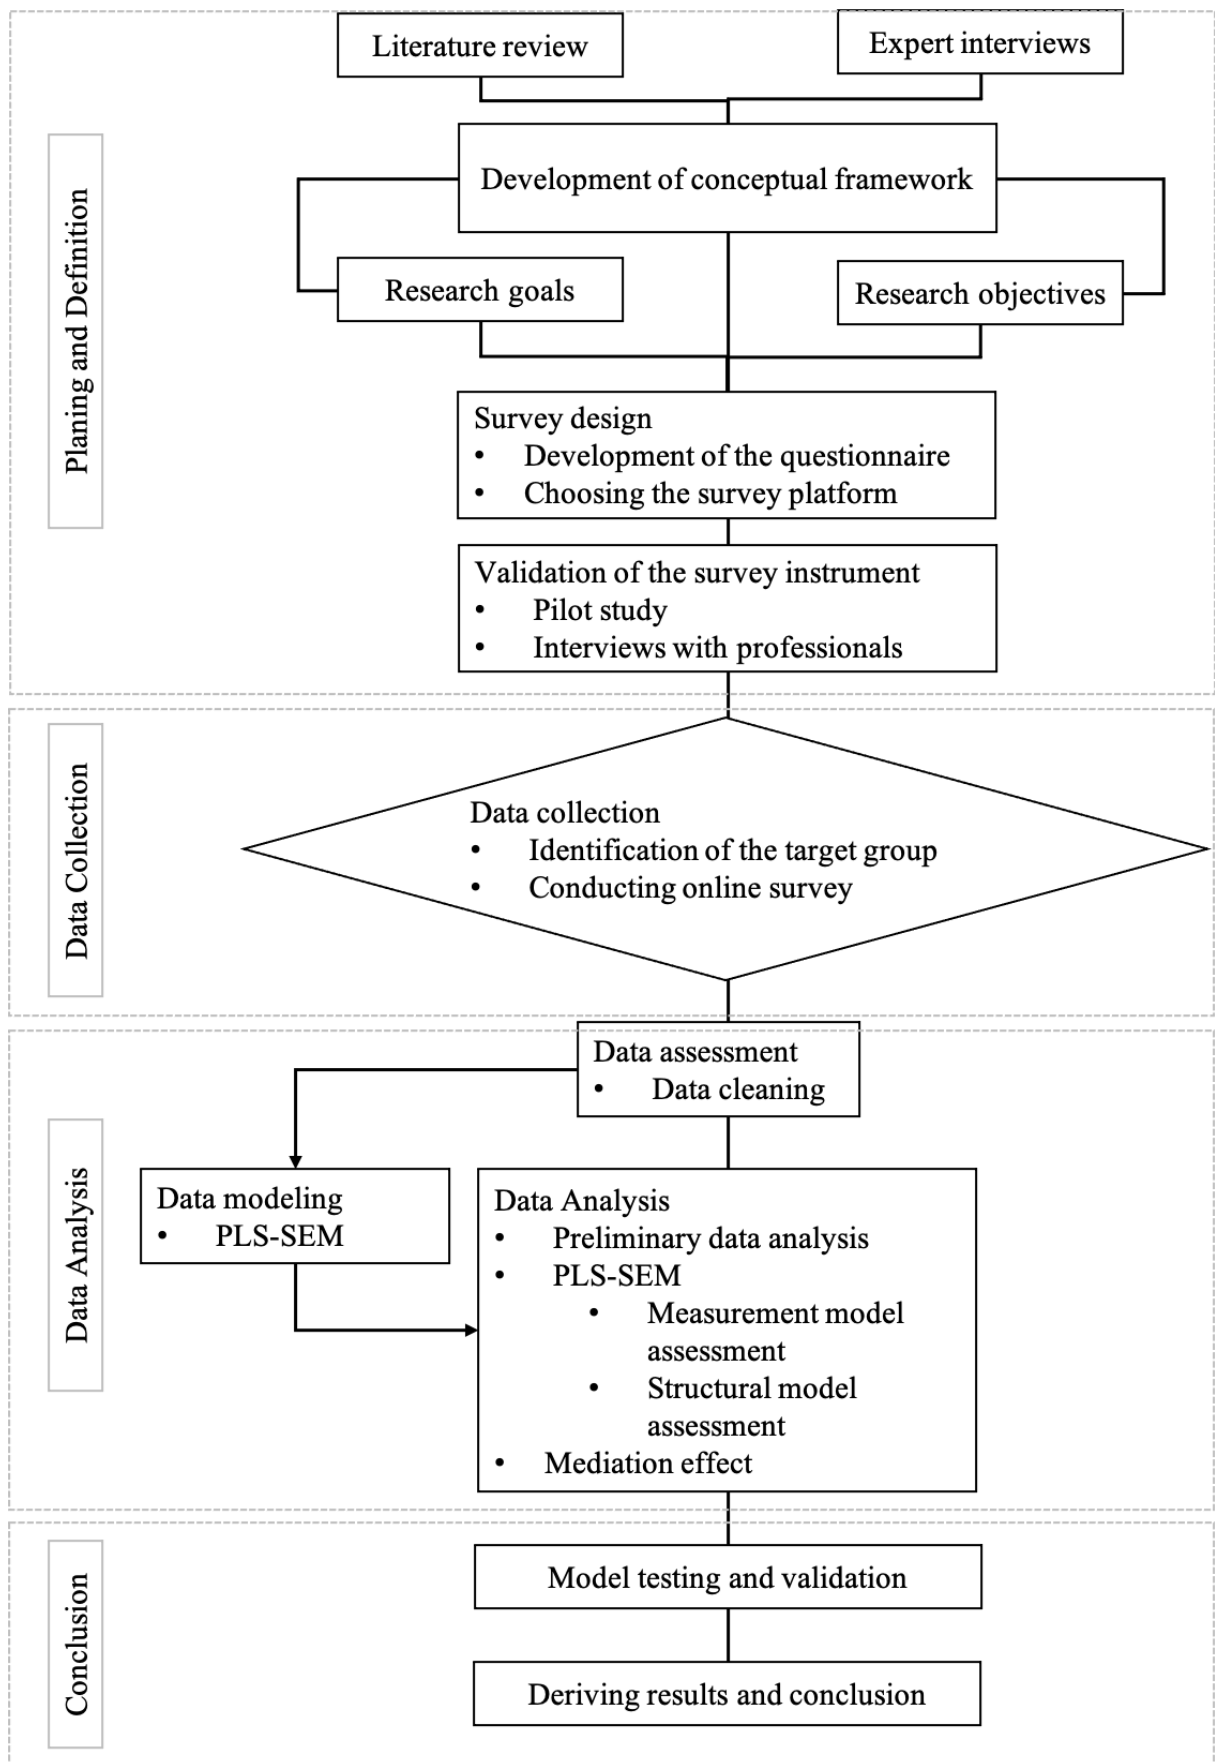 Literature review
Expert interviews
Planing and Definition
Development of conceptual framework
Research goals
Research objectives
Survey design
• Development of the questionnaire
• Choosing the survey platform
Validation of the survey instrument
• Pilot study
• Interviews with professionals
Data Collection
Data collection
• Identification of the target group
• Conducting online survey
Data Analysis
Data assessment
• Data cleaning
Data modeling
• PLS-SEM
Data Analysis
• Preliminary data analysis
• PLS-SEM
• Measurement model
assessment
• Structural model
assessment
• Mediation effect
Conclusion
Model testing and validation
Deriving results and conclusion